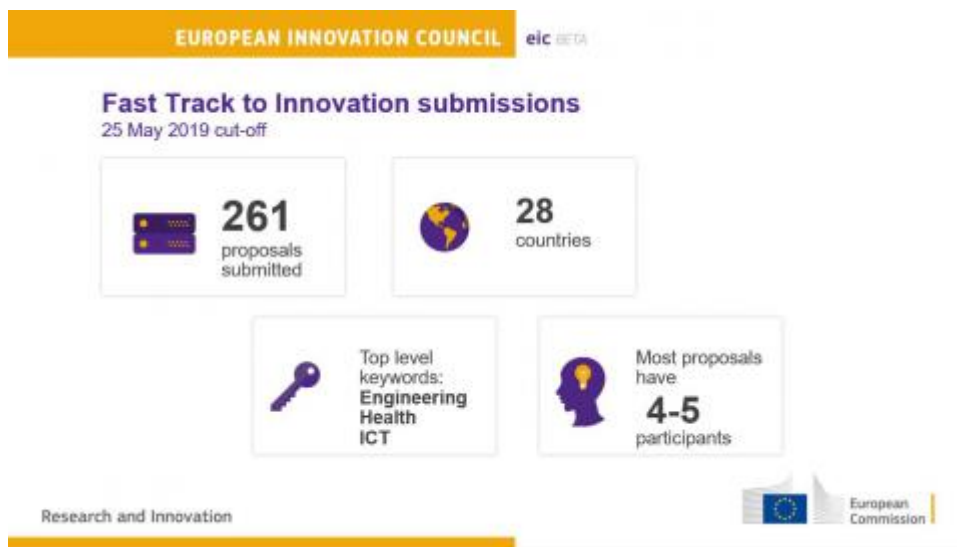 EUROPEAN INNOVATION COUNCIL
eic BETA
Fast Track to Innovation submissions
25 May 2019 cut-off
261
proposals
submitted
28
countries
Top level
keywords:
Engineering
Health
ICT
Most proposals
have
4-5
participants
Research and Innovation
European
Commission